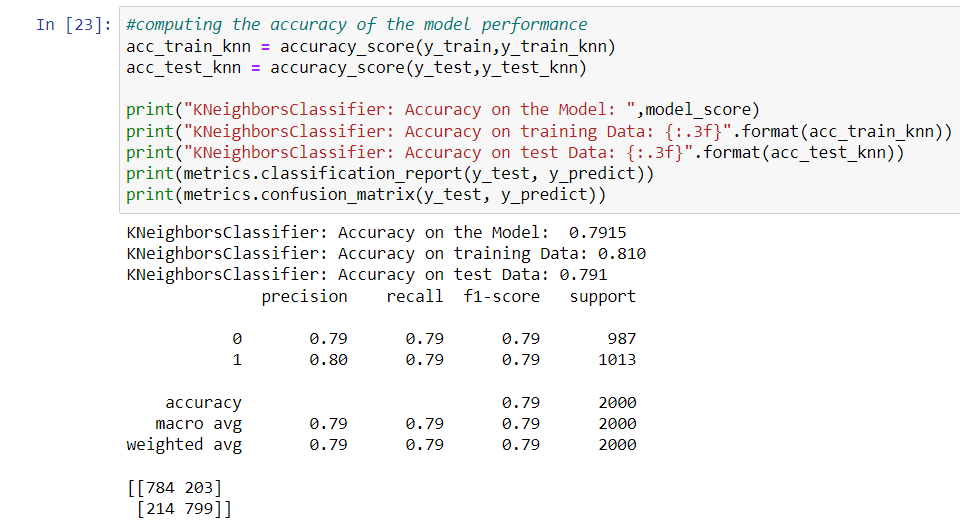 In [23]: #computing the accuracy of the model performance
acc_train_knn = accuracy_score(y_train,y_train_knn)
acc_test_knn = accuracy_score(y_test,y_test_knn)
print("KNeighborsClassifier: Accuracy on the Model: ",model_score)
print("KNeighborsClassifier: Accuracy on training Data: {:.3f}".format(acc_train_knn))
print("KNeighborsClassifier: Accuracy on test Data: {:.3f}".format(acc_test_knn))
print(metrics.classification_report(y_test, y_predict))
print(metrics.confusion_matrix(y_test, y_predict))
KNeighborsClassifier: Accuracy on the Model:  0.7915
KNeighborsClassifier: Accuracy on training Data: 0.810
KNeighborsClassifier: Accuracy on test Data: 0.791
precision recall f1-score support
0 0.79 0.79 0.79 987
1 0.80 0.79 0.79 1013
accuracy 0.79 2000
macro avg 0.79 0.79 0.79 2000
weighted avg 0.79 0.79 0.79 2000
[[784 203]
[214 799]]